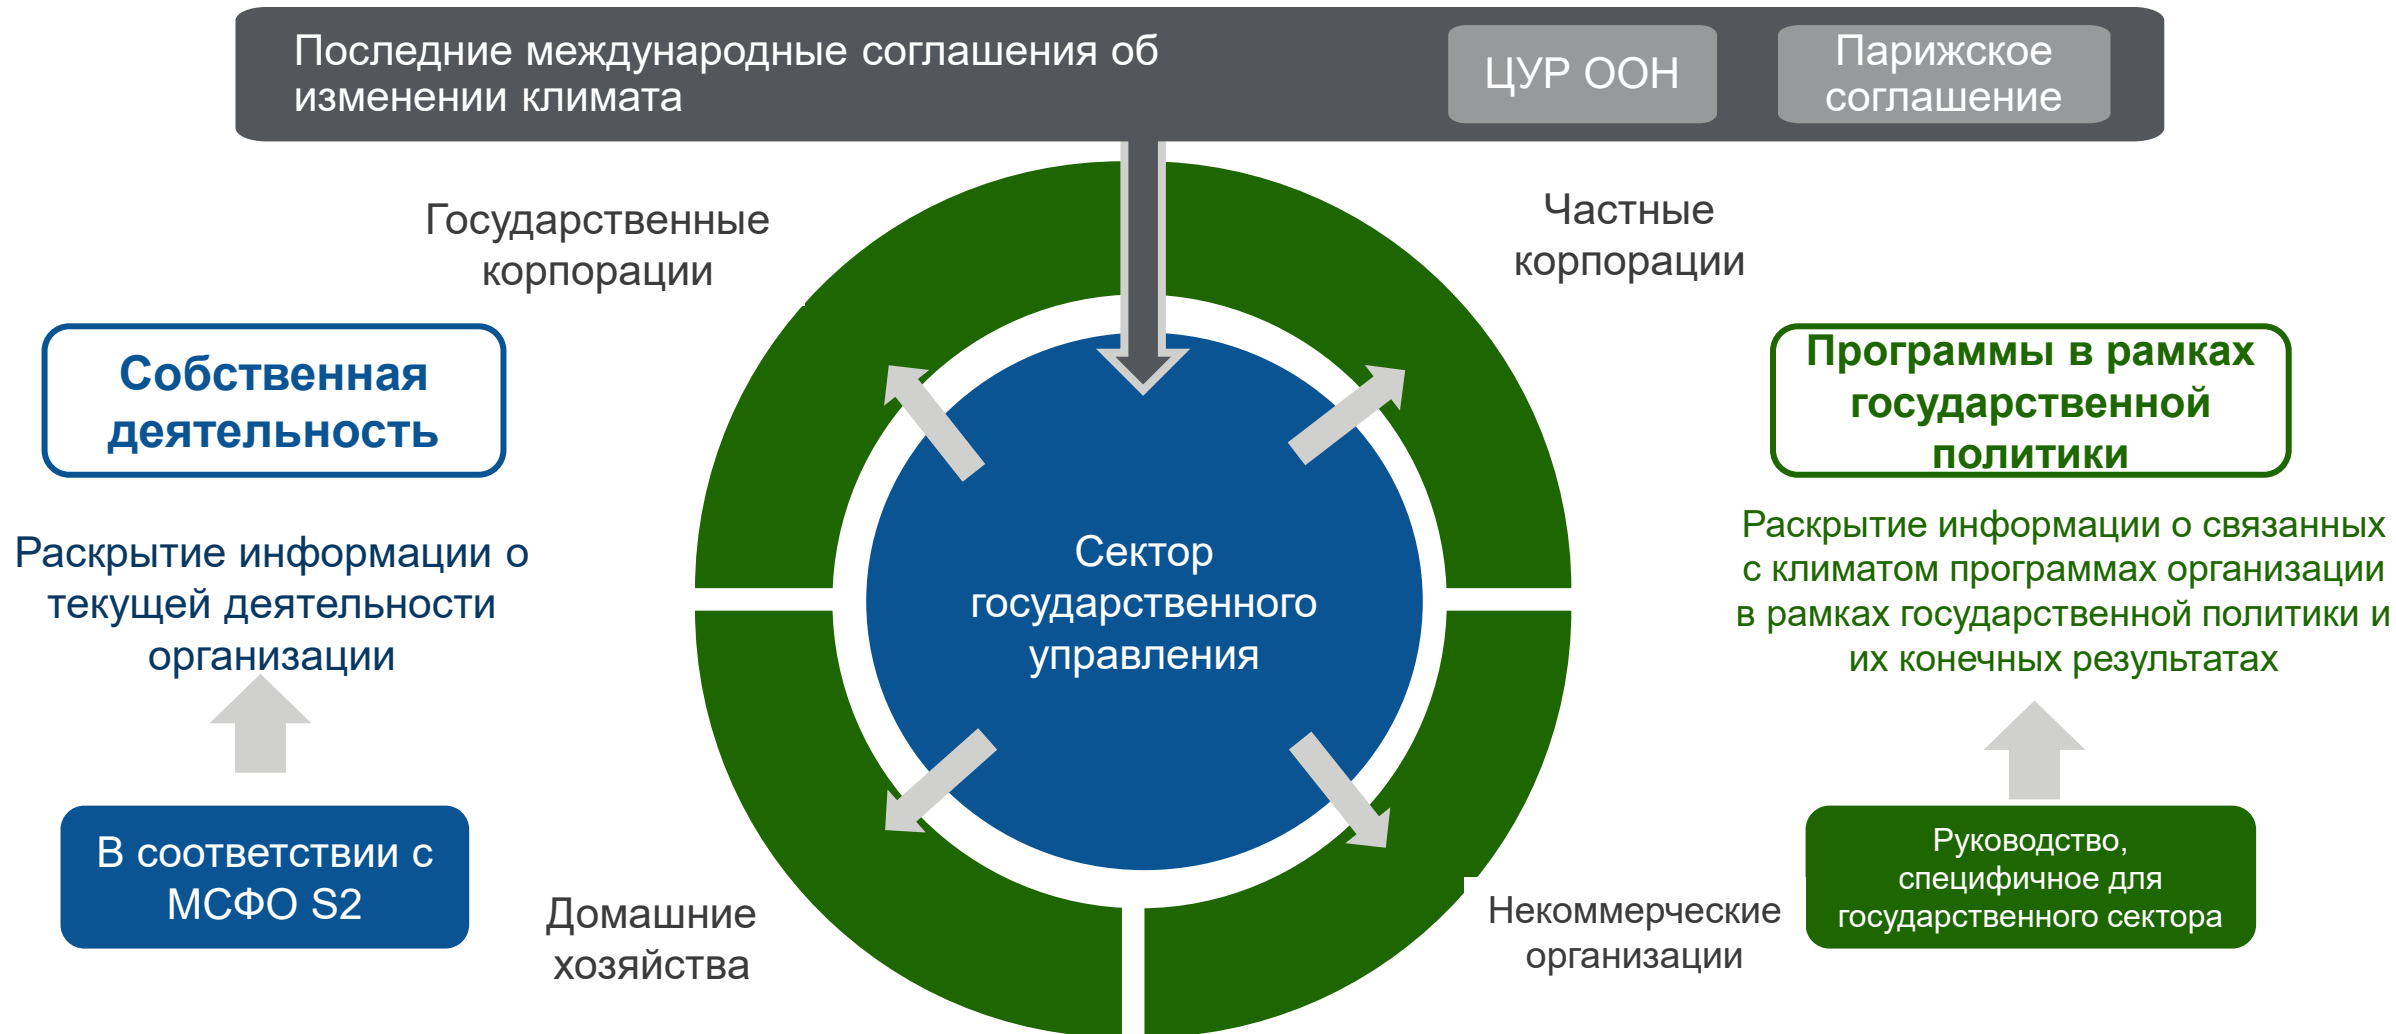 Последние международные соглашения об
изменении климата
ЦУР ООН
Парижское
соглашение
Государственные
корпорации
Частные
корпорации
Собственная
деятельность
Программы в рамках
государственной
политики
Раскрытие информации о
текущей деятельности
организации
Сектор
государственного
управления
Раскрытие информации о связанных
с климатом программах организации
в рамках государственной политики и
их конечных результатах
В соответствии с
МСФО S2
Домашние
хозяйства
Некоммерческие
организации
Руководство,
специфичное для
государственного сектора